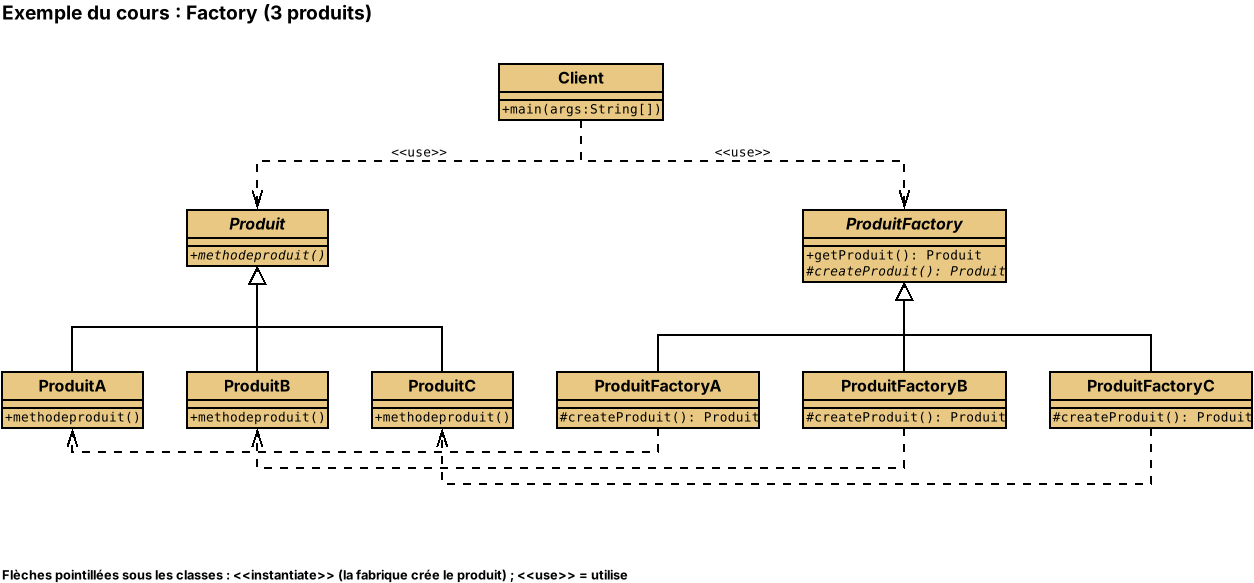 Exemple du cours : Factory (3 produits)
Client
+main(args:String[])
<<use>>
<<use>>
Produit
+methodeproduit()
ProduitFactory
+getProduit(): Produit
#createProduit(): Produit
ProduitA
+methodeproduit()
ProduitB
+methodeproduit()
ProduitC
+methodeproduit()
ProduitFactoryA
#createProduit(): Produit
ProduitFactoryB
#createProduit(): Produit
ProduitFactoryC
#createProduit(): Produit
Flèches pointillées sous les classes : <<instantiate>> (la fabrique crée le produit) ; <<use>> = utilise